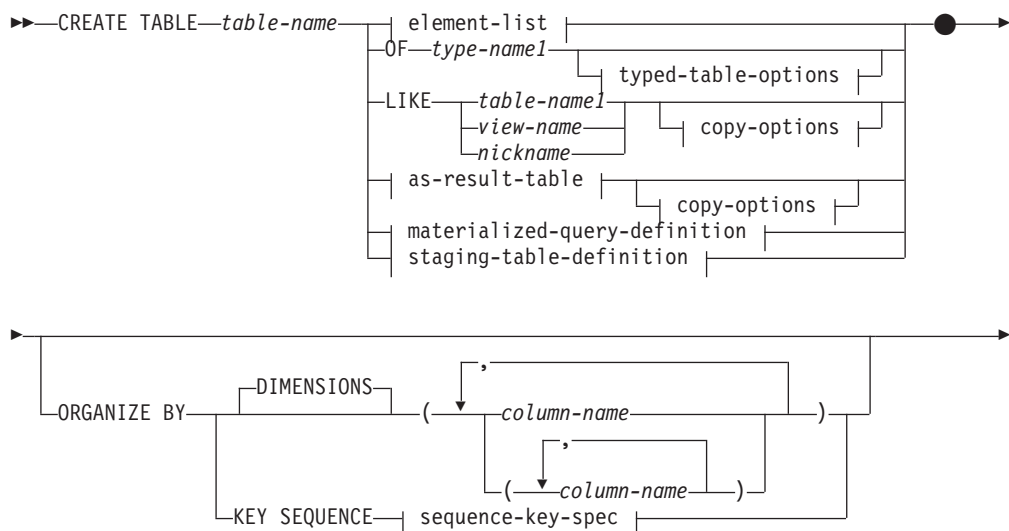 CREATE TABLE table-name element-list
OF type-name1
typed-table-options
LIKE table-name1
view-name copy-options
nickname
as-result-table
copy-options
materialized-query-definition
staging-table-definition
,
DIMENSIONS
ORGANIZE BY ( column-name )
,
( column-name )
KEY SEQUENCE sequence-key-spec